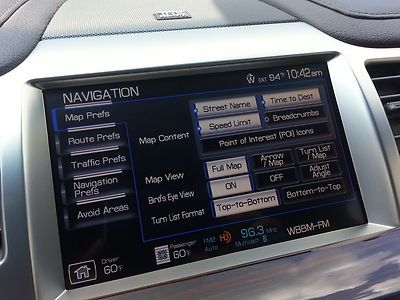 EXT 94°F 10:42am
NAVIGATION
Map Prefs
Route Prefs
Traffic Prefs
Navigation Prefs
Avoid Areas
Map Content
Street Name
Time to Dest
Speed Limit
Breadcrumbs
Point of Interest (POI) Icons
Map View
Full Map
Arrow/Map
Turn List/Map
Bird's Eye View
ON
OFF
Adjust Angle
Turn List Format
Top-to-Bottom
Bottom-to-Top
Driver
60°F
Passenger
60°F
FM2
Auto
HD
96.3 MHz
Multicast
WBBM-FM